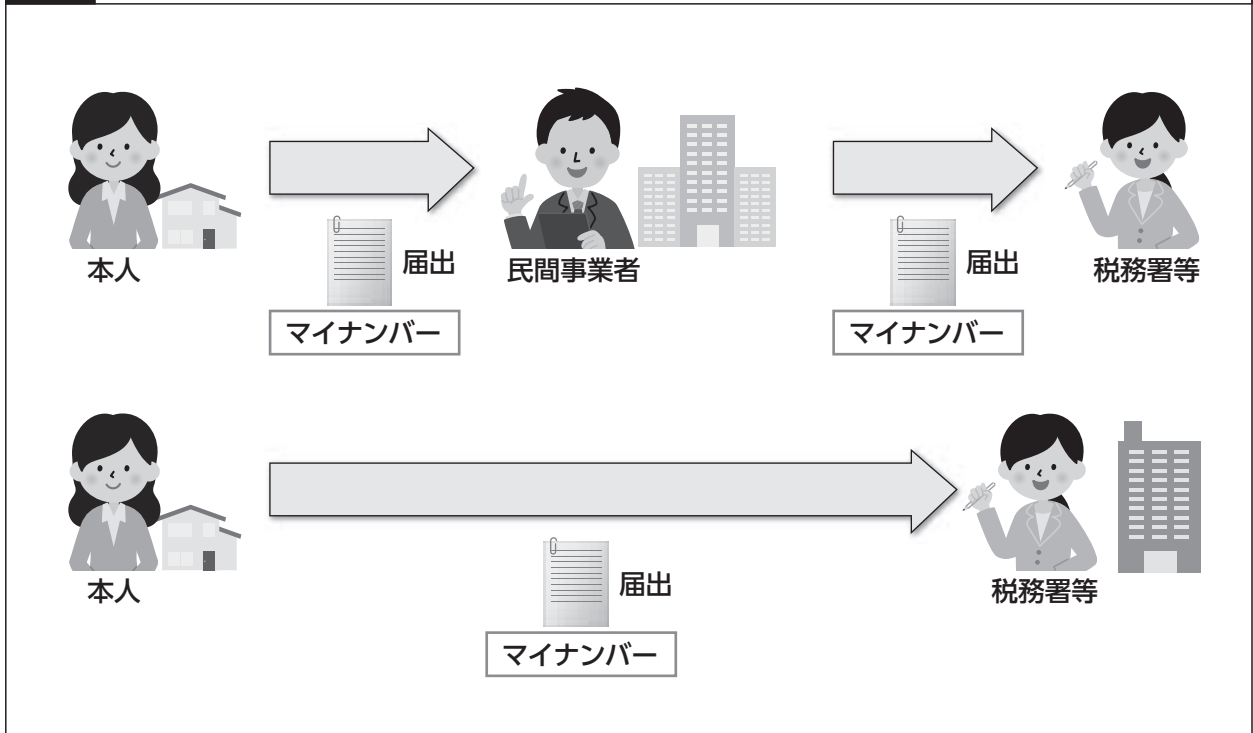 届出
届出
本人
民間事業者
税務署等
マイナンバー
マイナンバー
届出
本人
税務署等
マイナンバー